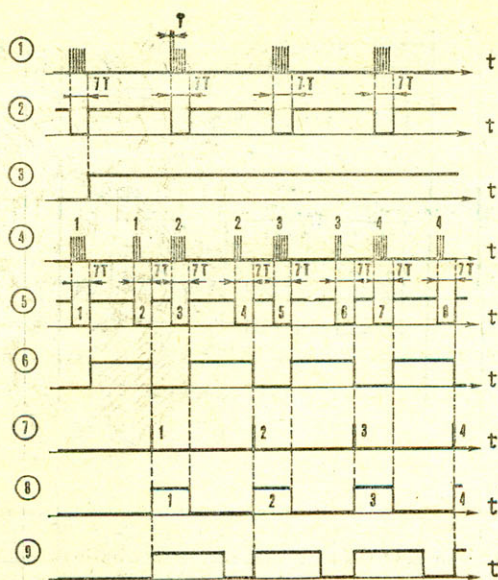 T
① t
7T 7T 7·T 7T
② t
③ t
1 1 2 2 3 3 4 4
④ t
7T 7T 7T 7T 7T 7T 7T 7T
⑤ 1 2 3 4 5 6 7 8 t
⑥ t
⑦ 1 2 3 4 t
⑧ 1 2 3 4 t
⑨ t